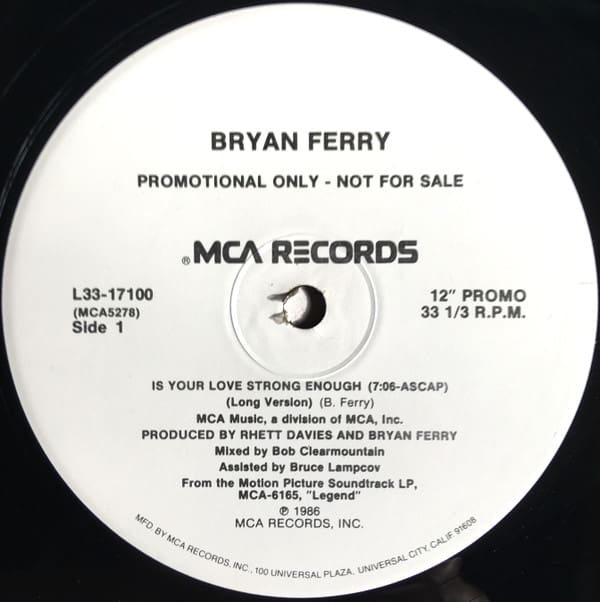 BRYAN FERRY
PROMOTIONAL ONLY - NOT FOR SALE
® MCA RECORDS
L33-17100
(MCA5278)
Side 1
12" PROMO
33 1/3 R.P.M.
IS YOUR LOVE STRONG ENOUGH (7:06-ASCAP)
(Long Version) (B. Ferry)
MCA Music, a division of MCA, Inc.
PRODUCED BY RHETT DAVIES AND BRYAN FERRY
Mixed by Bob Clearmountain
Assisted by Bruce Lampcov
From the Motion Picture Soundtrack LP,
MCA-6165, "Legend"
℗ 1986
MCA RECORDS, INC.
MFD. BY MCA RECORDS, INC., 100 UNIVERSAL PLAZA, UNIVERSAL CITY, CALIF 91608